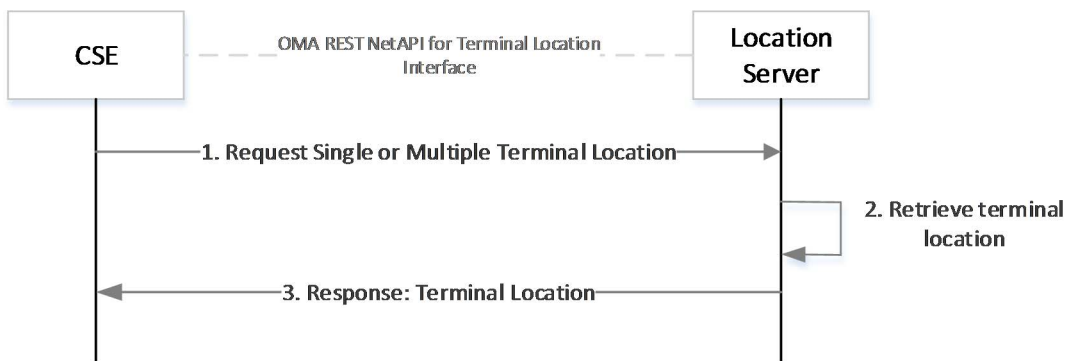 CSE
OMA REST NetAPI for Terminal Location
Interface
Location
Server
1. Request Single or Multiple Terminal Location
2. Retrieve terminal
location
3. Response: Terminal Location